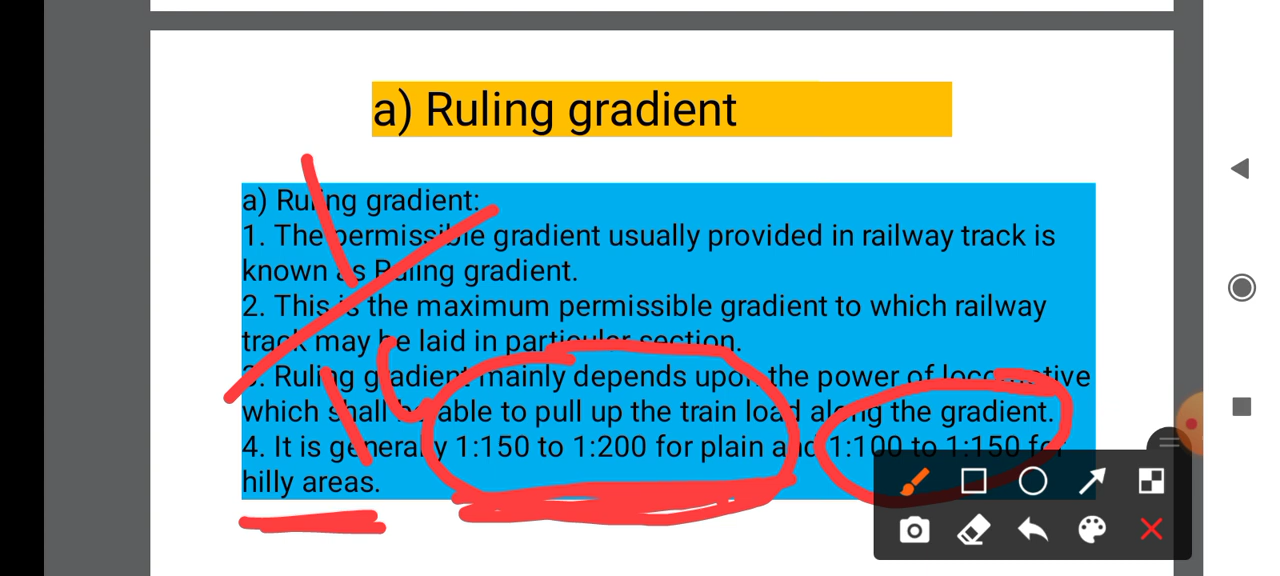 a) Ruling gradient
a) Ruling gradient:
1. The permissible gradient usually provided in railway track is
known as Ruling gradient.
2. This is the maximum permissible gradient to which railway
track may be laid in particular section.
3. Ruling gradient mainly depends upon the power of locomotive
which shall be able to pull up the train load along the gradient.
4. It is generally 1:150 to 1:200 for plain and 1:100 to 1:150 for
hilly areas.